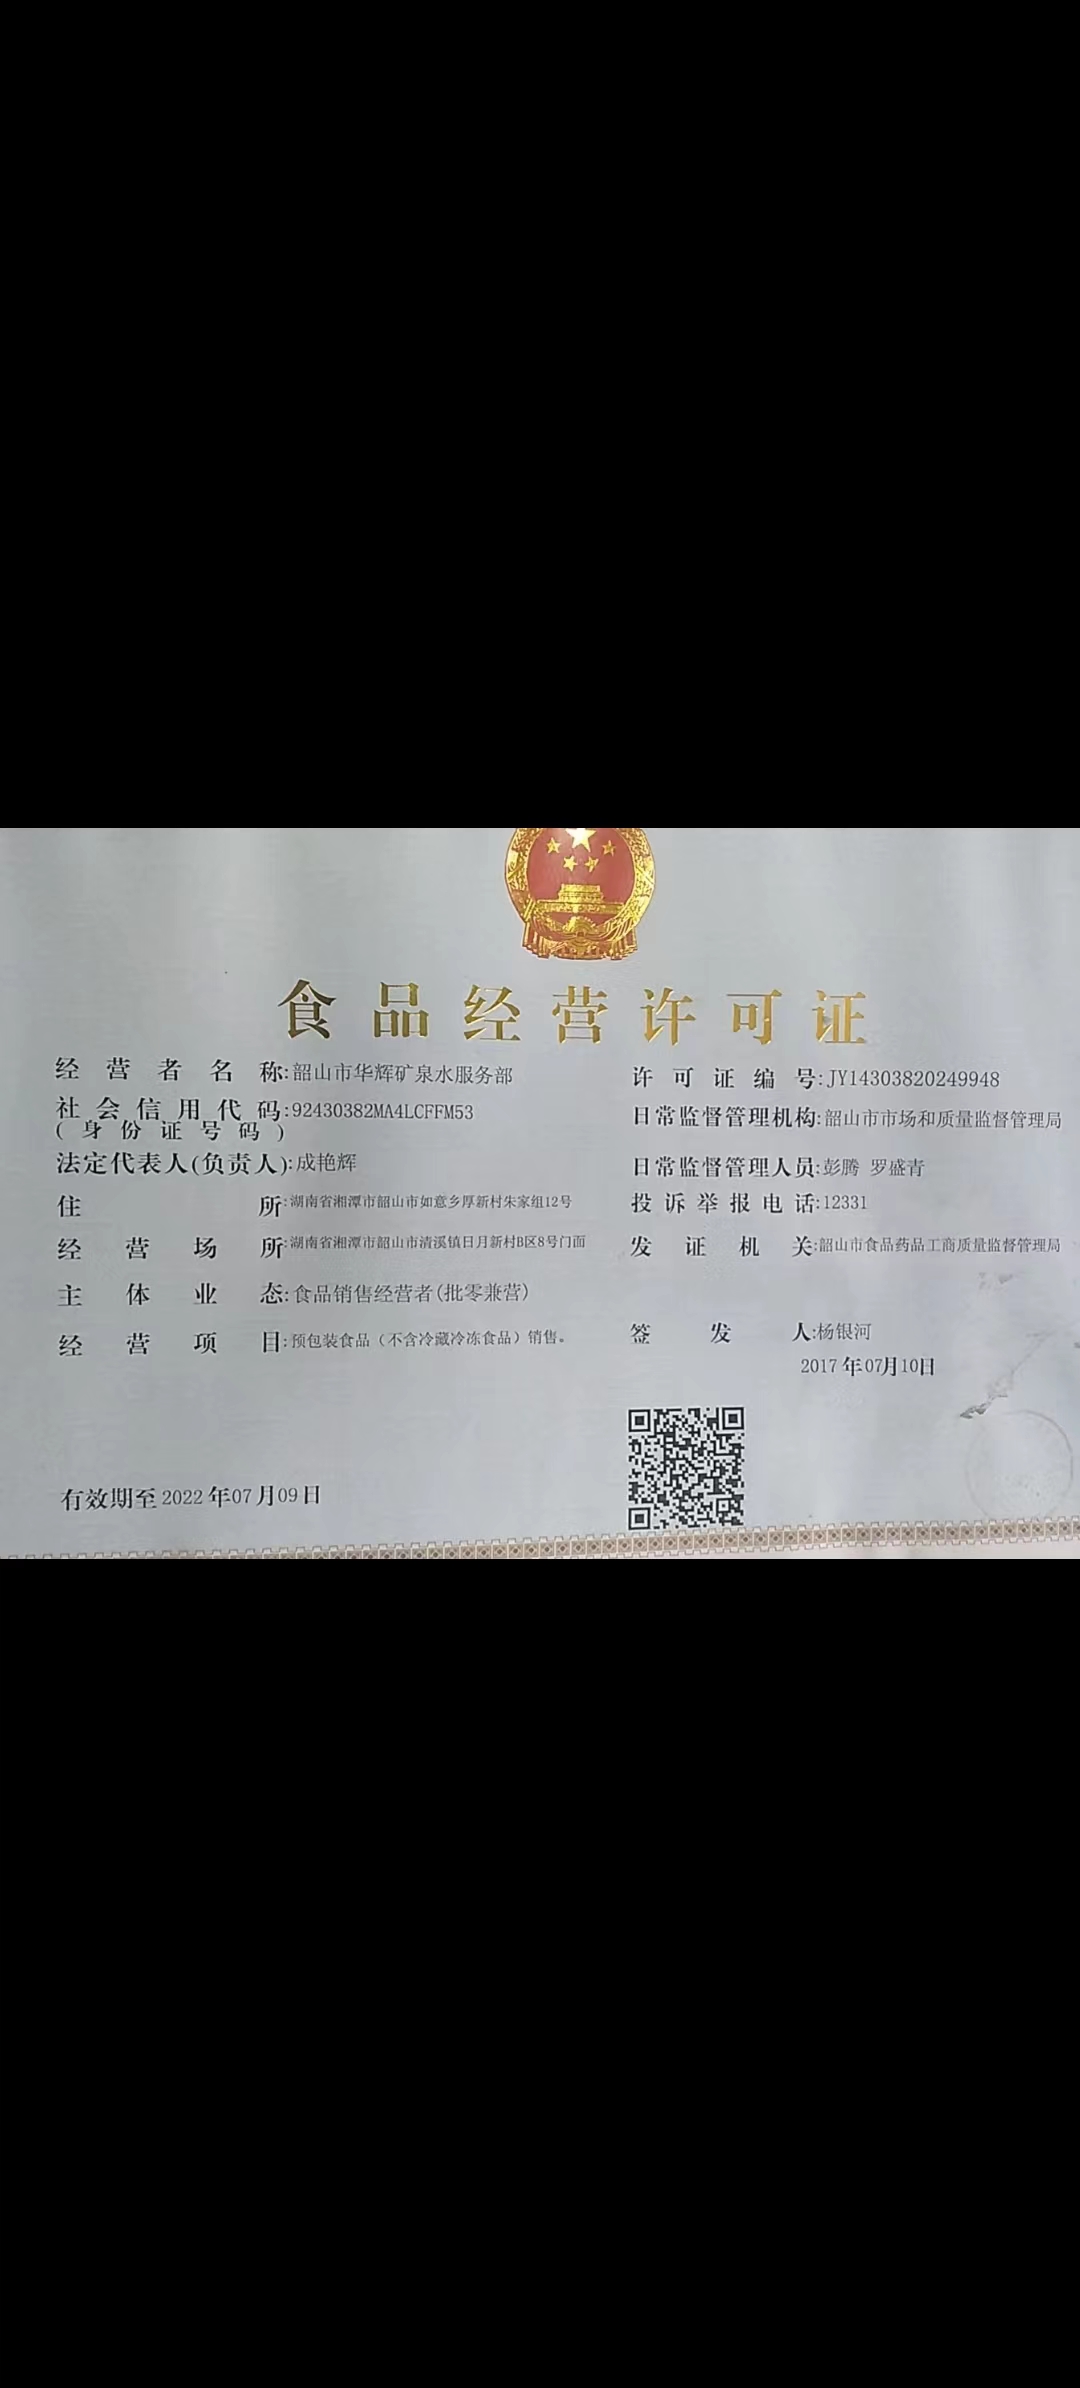 食品经营许可证
经营者名称:韶山市华辉矿泉水服务部
社会信用代码:92430382MA4LCFFM53
(身份证号码)
法定代表人(负责人):成艳辉
住所:湖南省湘潭市韶山市如意乡厚新村朱家组12号
经营场所:湖南省湘潭市韶山市清溪镇日月新村B区8号门面
主体业态:食品销售经营者(批零兼营)
经营项目:预包装食品（不含冷藏冷冻食品）销售。
有效期至2022年07月09日
许可证编号:JY14303820249948
日常监督管理机构:韶山市市场和质量监督管理局
日常监督管理人员:彭腾 罗盛青
投诉举报电话:12331
发证机关:韶山市食品药品工商质量监督管理局
签发人:杨银河
2017年07月10日